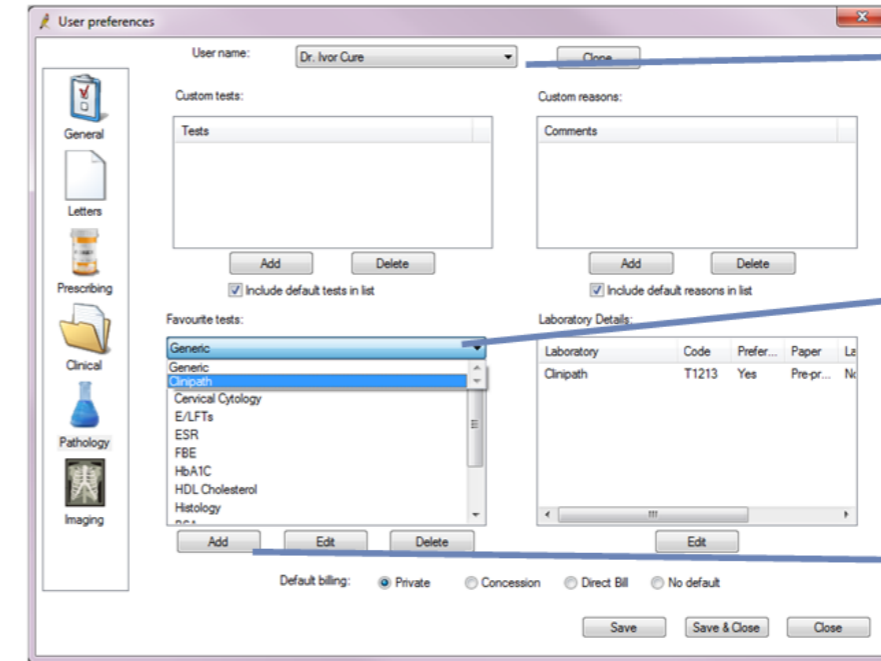 User preferences
User name:
Dr. Ivor Cure
Clone
General
Letters
Prescribing
Clinical
Pathology
Imaging
Custom tests:
Tests
Add Delete
Include default tests in list
Custom reasons:
Comments
Add Delete
Include default reasons in list
Favourite tests:
Generic
Generic
Clinipath
Cervical Cytology
E/LFTs
ESR
FBE
HbA1C
HDL Cholesterol
Histology
Add Edit Delete
Laboratory Details:
Laboratory Code Prefer... Paper La
Clinipath T1213 Yes Pre-pr... No
Edit
Default billing: Private Concession Direct Bill No default
Save Save & Close Close